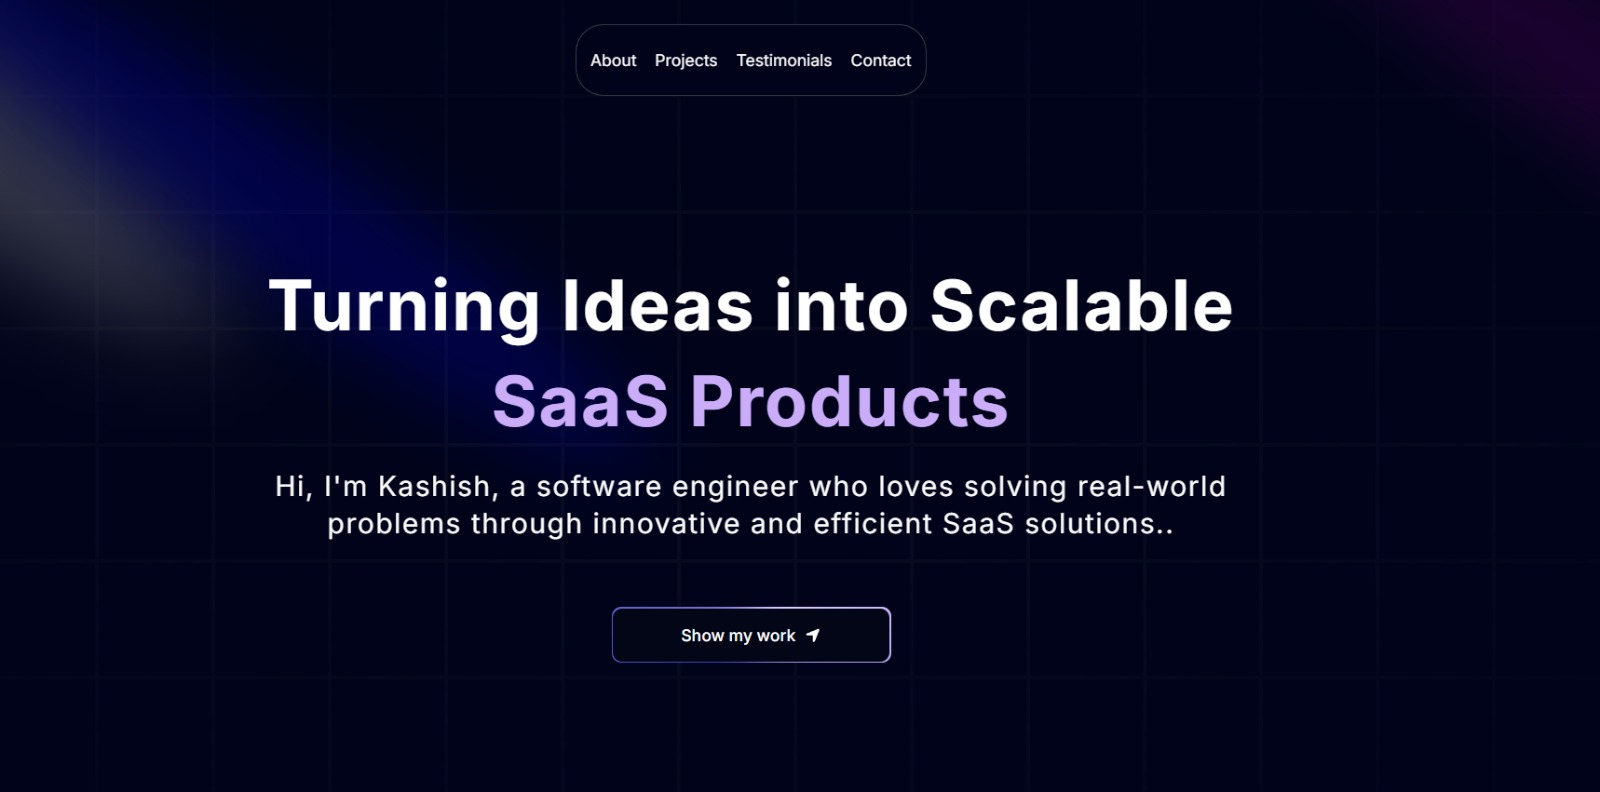 About Projects Testimonials Contact
Turning Ideas into Scalable
SaaS Products
Hi, I'm Kashish, a software engineer who loves solving real-world
problems through innovative and efficient SaaS solutions..
Show my work